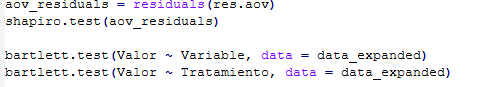 aov_residuals = residuals(res.aov)
shapiro.test(aov_residuals)
bartlett.test(Valor ~ Variable, data = data_expanded)
bartlett.test(Valor ~ Tratamiento, data = data_expanded)